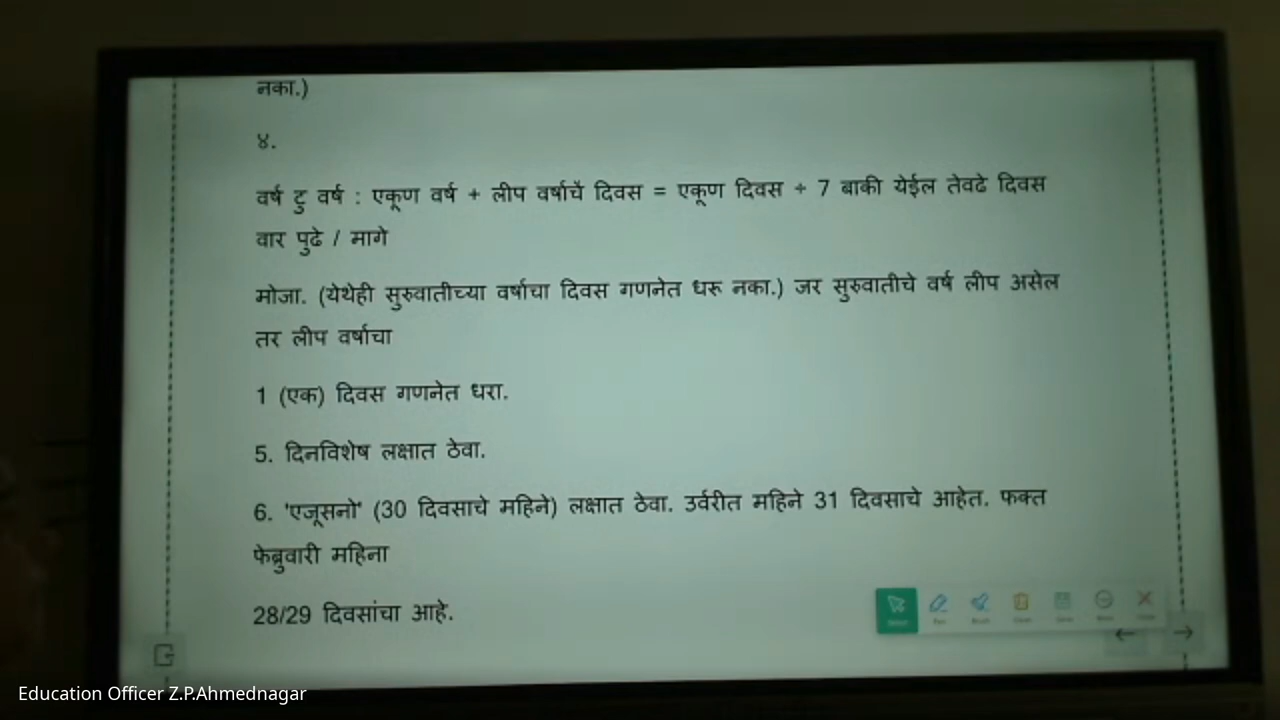 नका.)
४.
वर्ष टु वर्ष : एकूण वर्ष + लीप वर्षाचें दिवस = एकूण दिवस ÷ 7 बाकी येईल तेवढे दिवस
वार पुढे / मागे
मोजा. (येथेही सुरुवातीच्या वर्षाचा दिवस गणनेत धरू नका.) जर सुरुवातीचे वर्ष लीप असेल
तर लीप वर्षाचा
1 (एक) दिवस गणनेत धरा.
5. दिनविशेष लक्षात ठेवा.
6. 'एजूसनो' (30 दिवसाचे महिने) लक्षात ठेवा. उर्वरीत महिने 31 दिवसाचे आहेत. फक्त
फेब्रुवारी महिना
28/29 दिवसांचा आहे.
Select
Education Officer Z.P.Ahmednagar